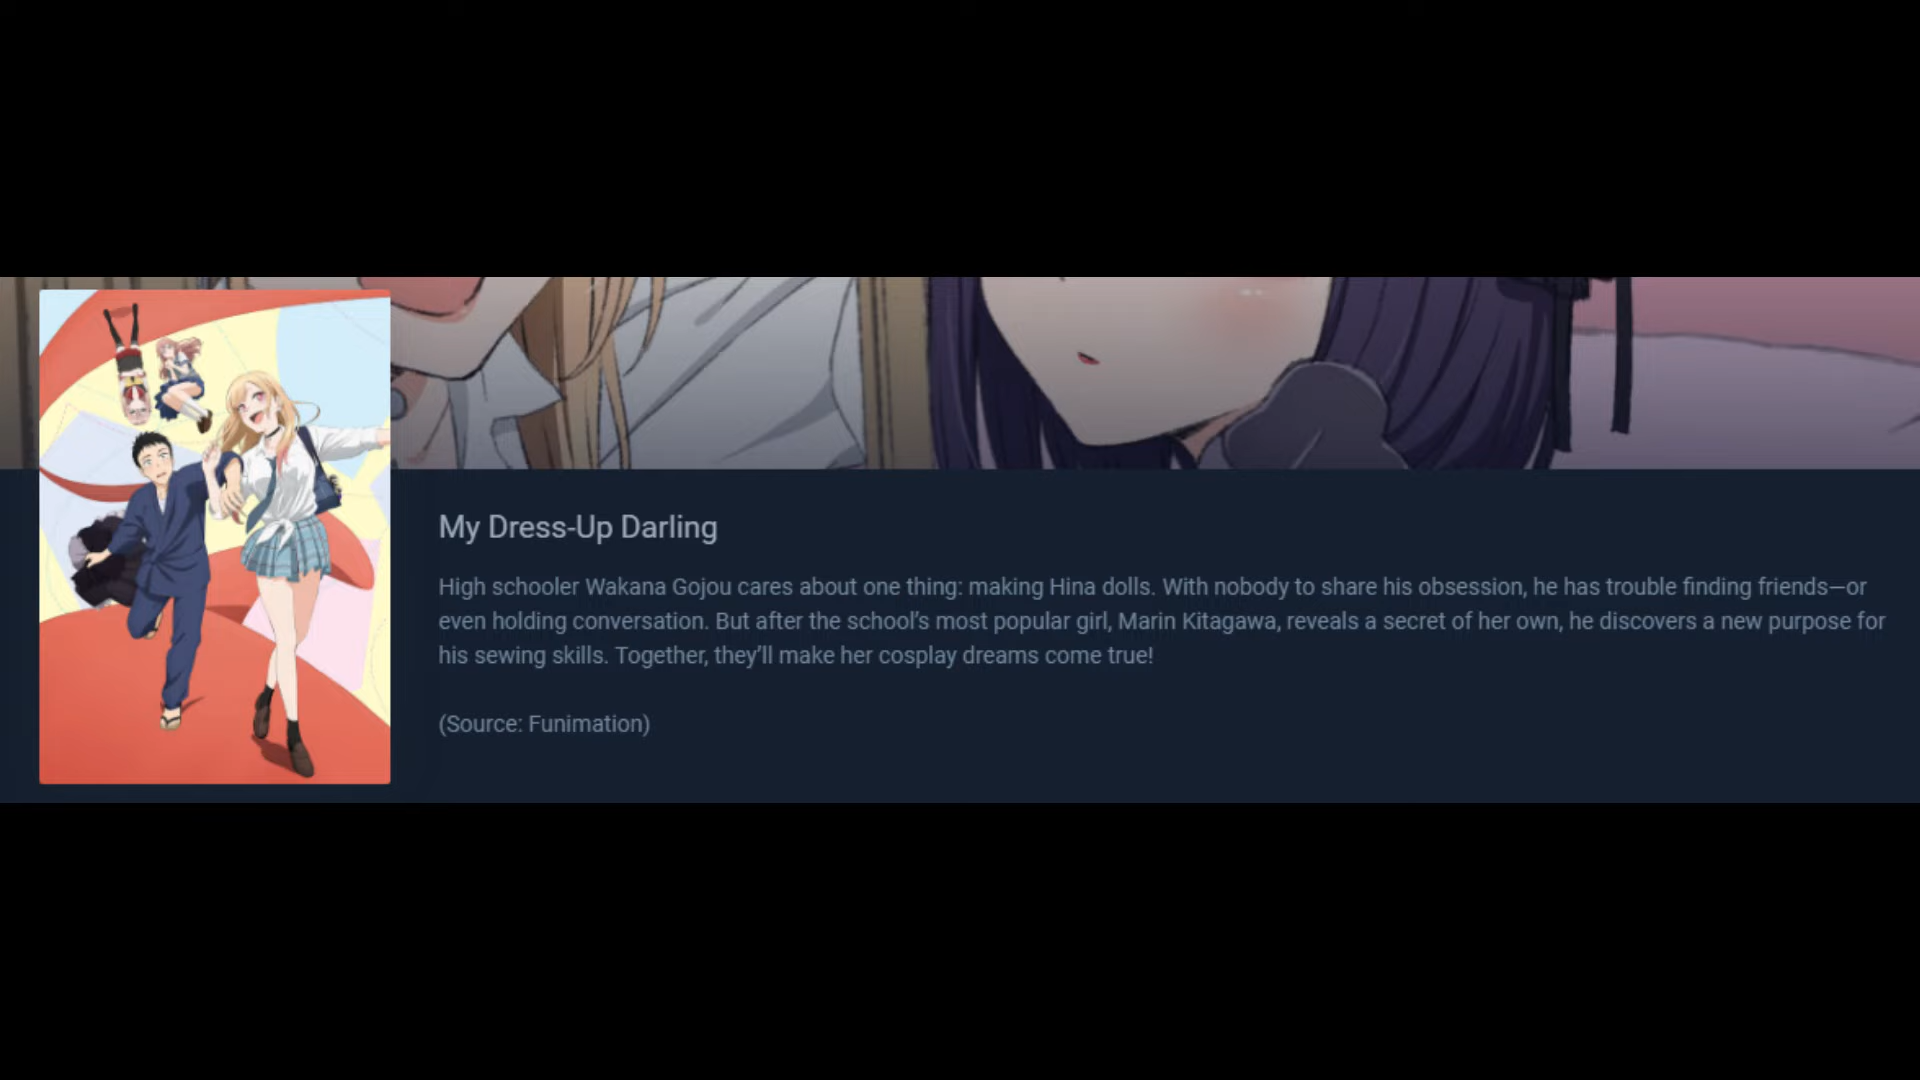 My Dress-Up Darling
High schooler Wakana Gojou cares about one thing: making Hina dolls. With nobody to share his obsession, he has trouble finding friends—or
even holding conversation. But after the school’s most popular girl, Marin Kitagawa, reveals a secret of her own, he discovers a new purpose for
his sewing skills. Together, they’ll make her cosplay dreams come true!
(Source: Funimation)